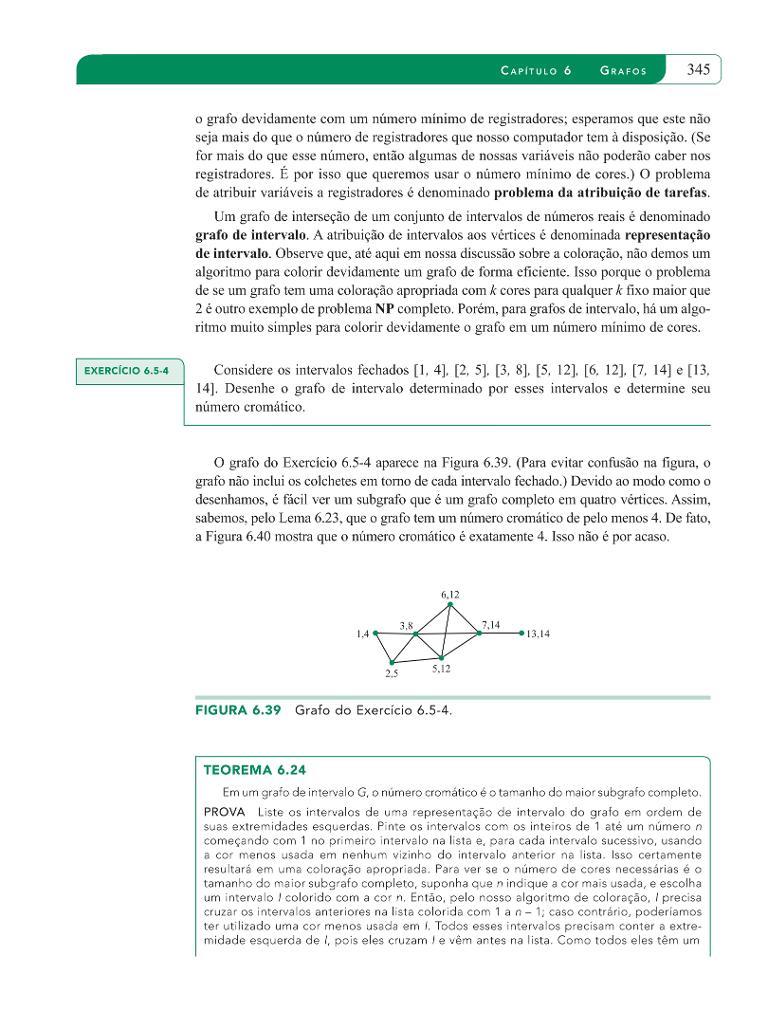 CAPÍTULO 6 GRAFOS 345
o grafo devidamente com um número mínimo de registradores; esperamos que este não
seja mais do que o número de registradores que nosso computador tem à disposição. (Se
for mais do que esse número, então algumas de nossas variáveis não poderão caber nos
registradores. É por isso que queremos usar o número mínimo de cores.) O problema
de atribuir variáveis a registradores é denominado problema da atribuição de tarefas.
Um grafo de interseção de um conjunto de intervalos de números reais é denominado
grafo de intervalo. A atribuição de intervalos aos vértices é denominada representação
de intervalo. Observe que, até aqui em nossa discussão sobre a coloração, não demos um
algoritmo para colorir devidamente um grafo de forma eficiente. Isso porque o problema
de se um grafo tem uma coloração apropriada com k cores para qualquer k fixo maior que
2 é outro exemplo de problema NP completo. Porém, para grafos de intervalo, há um algo-
ritmo muito simples para colorir devidamente o grafo em um número mínimo de cores.
EXERCÍCIO 6.5-4
Considere os intervalos fechados [1, 4], [2, 5], [3, 8], [5, 12], [6, 12], [7, 14] e [13,
14]. Desenhe o grafo de intervalo determinado por esses intervalos e determine seu
número cromático.
O grafo do Exercício 6.5-4 aparece na Figura 6.39. (Para evitar confusão na figura, o
grafo não inclui os colchetes em torno de cada intervalo fechado.) Devido ao modo como o
desenhamos, é fácil ver um subgrafo que é um grafo completo em quatro vértices. Assim,
sabemos, pelo Lema 6.23, que o grafo tem um número cromático de pelo menos 4. De fato,
a Figura 6.40 mostra que o número cromático é exatamente 4. Isso não é por acaso.
6,12
1,4 3,8 7,14 13,14
2,5 5,12
FIGURA 6.39 Grafo do Exercício 6.5-4.
TEOREMA 6.24
Em um grafo de intervalo G, o número cromático é o tamanho do maior subgrafo completo.
PROVA Liste os intervalos de uma representação de intervalo do grafo em ordem de
suas extremidades esquerdas. Pinte os intervalos com os inteiros de 1 até um número n
começando com 1 no primeiro intervalo na lista e, para cada intervalo sucessivo, usando
a cor menos usada em nenhum vizinho do intervalo anterior na lista. Isso certamente
resultará em uma coloração apropriada. Para ver se o número de cores necessárias é o
tamanho do maior subgrafo completo, suponha que n indique a cor mais usada, e escolha
um intervalo I colorido com a cor n. Então, pelo nosso algoritmo de coloração, I precisa
cruzar os intervalos anteriores na lista colorida com 1 a n – 1; caso contrário, poderíamos
ter utilizado uma cor menos usada em I. Todos esses intervalos precisam conter a extre-
midade esquerda de I, pois eles cruzam I e vêm antes na lista. Como todos eles têm um